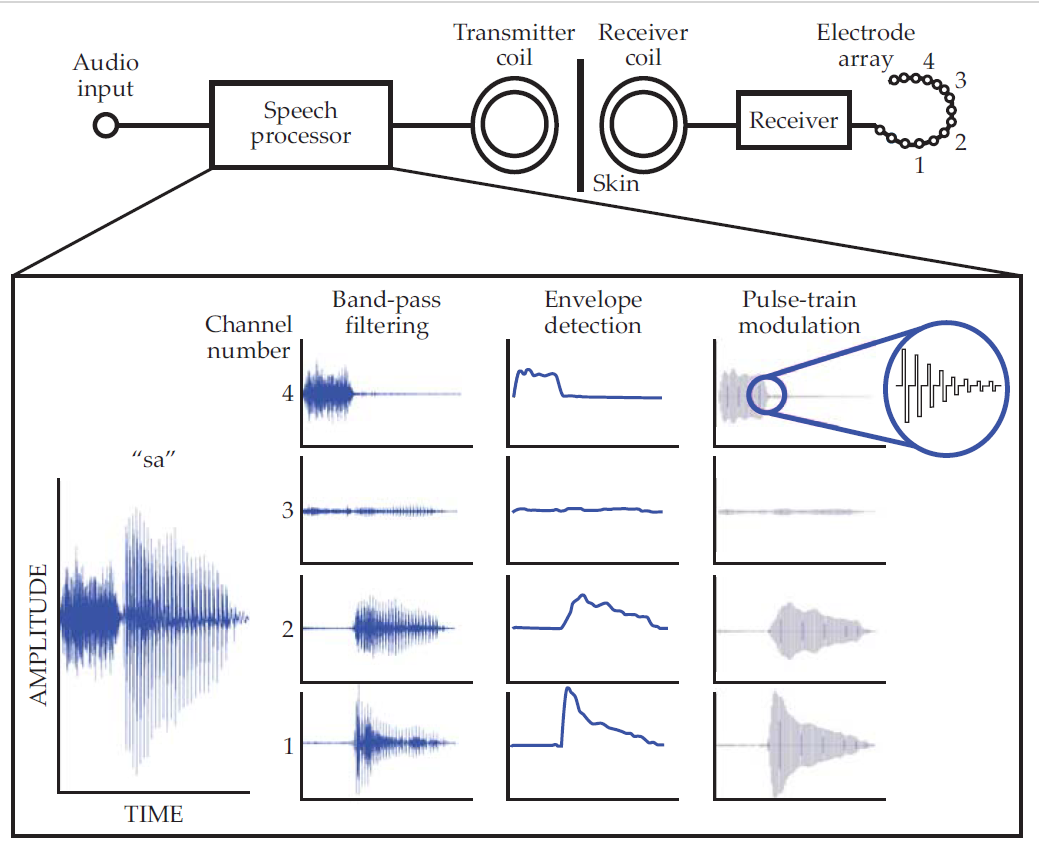 Audio
input
Speech
processor
Transmitter
coil
Skin
Receiver
coil
Receiver
Electrode
array
4
3
2
1
Channel
number
Band-pass
filtering
Envelope
detection
Pulse-train
modulation
4
3
2
1
“sa”
AMPLITUDE
TIME